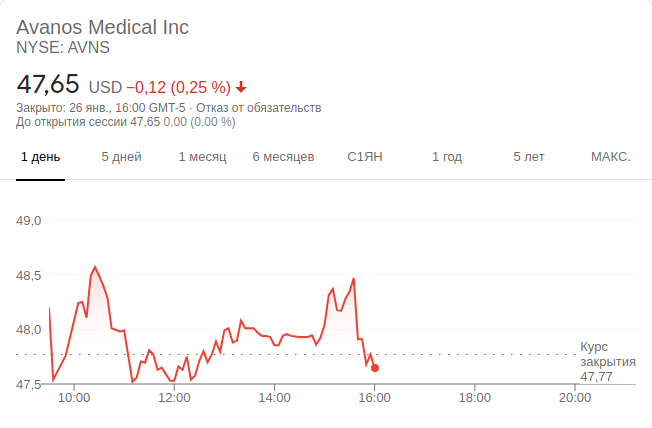 Avanos Medical Inc
NYSE: AVNS
47,65 USD −0,12 (0,25 %)
Закрыто: 26 янв., 16:00 GMT-5 · Отказ от обязательств
До открытия сессии 47,65 0,00 (0,00 %)
1 день 5 дней 1 месяц 6 месяцев С1ЯН 1 год 5 лет МАКС.
49,0
48,5
48,0
47,5
Курс
закрытия
47,77
10:00 12:00 14:00 16:00 18:00 20:00